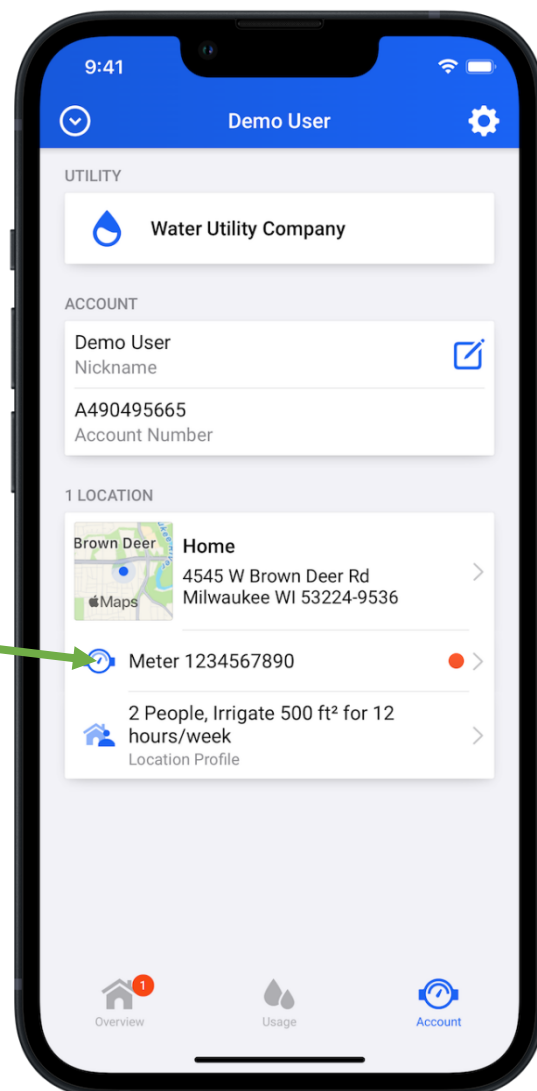 9:41
Demo User
UTILITY
Water Utility Company
ACCOUNT
Demo User
Nickname
A490495665
Account Number
1 LOCATION
Brown Deer
Maps
Home
4545 W Brown Deer Rd
Milwaukee WI 53224-9536
Meter 1234567890
2 People, Irrigate 500 ft² for 12
hours/week
Location Profile
1
Overview
Usage
Account